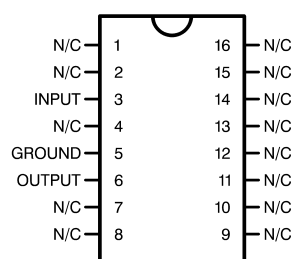 N/C 1 16 N/C
N/C 2 15 N/C
INPUT 3 14 N/C
N/C 4 13 N/C
GROUND 5 12 N/C
OUTPUT 6 11 N/C
N/C 7 10 N/C
N/C 8 9 N/C